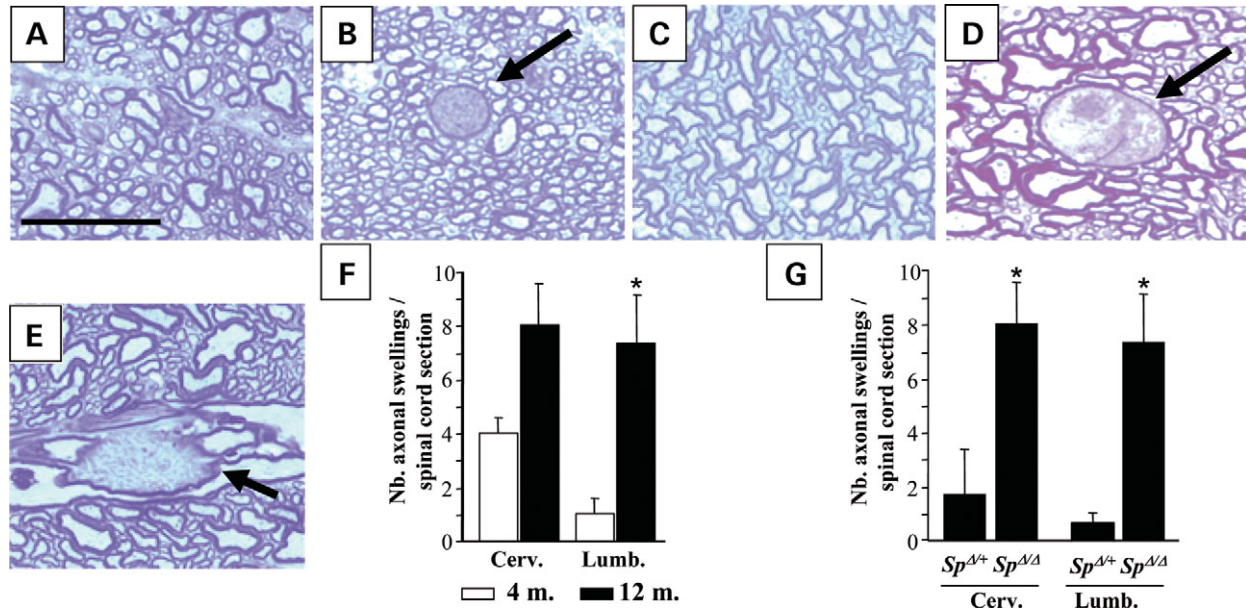 A
B
C
D
E
F
Nb. axonal swellings /
spinal cord section
10
8
6
4
2
0
*
Cerv.
Lumb.
4 m.
12 m.
G
Nb. axonal swellings /
spinal cord section
10
8
6
4
2
0
*
*
Sp^Δ/+ Sp^Δ/Δ Sp^Δ/+ Sp^Δ/Δ
Cerv.
Lumb.